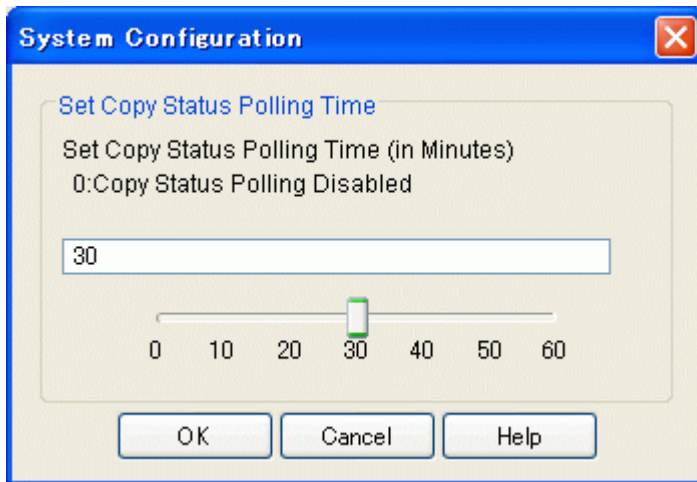 System Configuration
Set Copy Status Polling Time
Set Copy Status Polling Time (in Minutes)
0:Copy Status Polling Disabled
30
0 10 20 30 40 50 60
OK Cancel Help